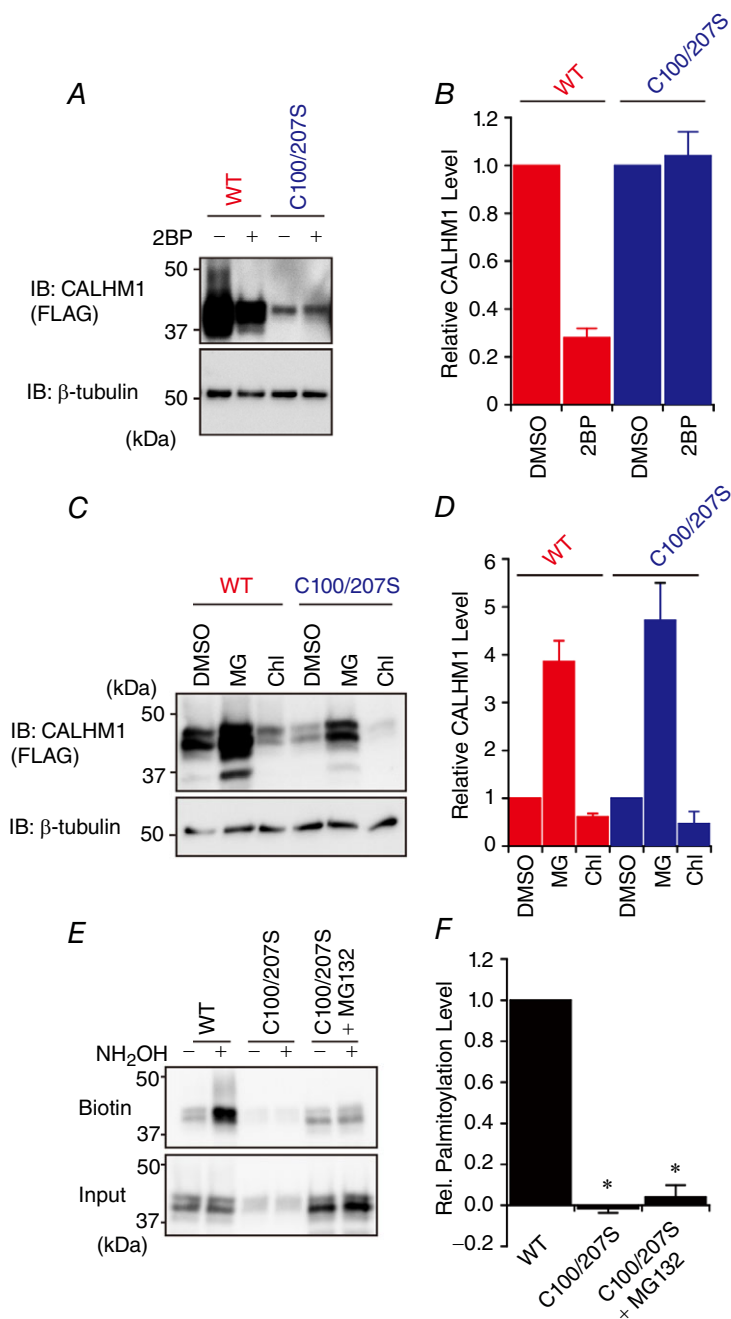 A
WT
C100/207S
2BP − + − +
IB: CALHM1
(FLAG)
50
37
IB: β-tubulin
50
(kDa)
B
WT
C100/207S
Relative CALHM1 Level
1.2
1.0
0.8
0.6
0.4
0.2
0
DMSO
2BP
DMSO
2BP
C
WT C100/207S
DMSO
MG
Chl
DMSO
MG
Chl
(kDa)
IB: CALHM1
(FLAG)
50
37
IB: β-tubulin
50
D
WT
C100/207S
Relative CALHM1 Level
6
5
4
3
2
1
0
DMSO
MG
Chl
DMSO
MG
Chl
E
WT
C100/207S
C100/207S
+ MG132
NH₂OH − + − + − +
Biotin
50
37
Input
50
37
(kDa)
F
Rel. Palmitoylation Level
1.2
1.0
0.8
0.6
0.4
0.2
0.0
−0.2
*
*
WT
C100/207S
C100/207S
+ MG132